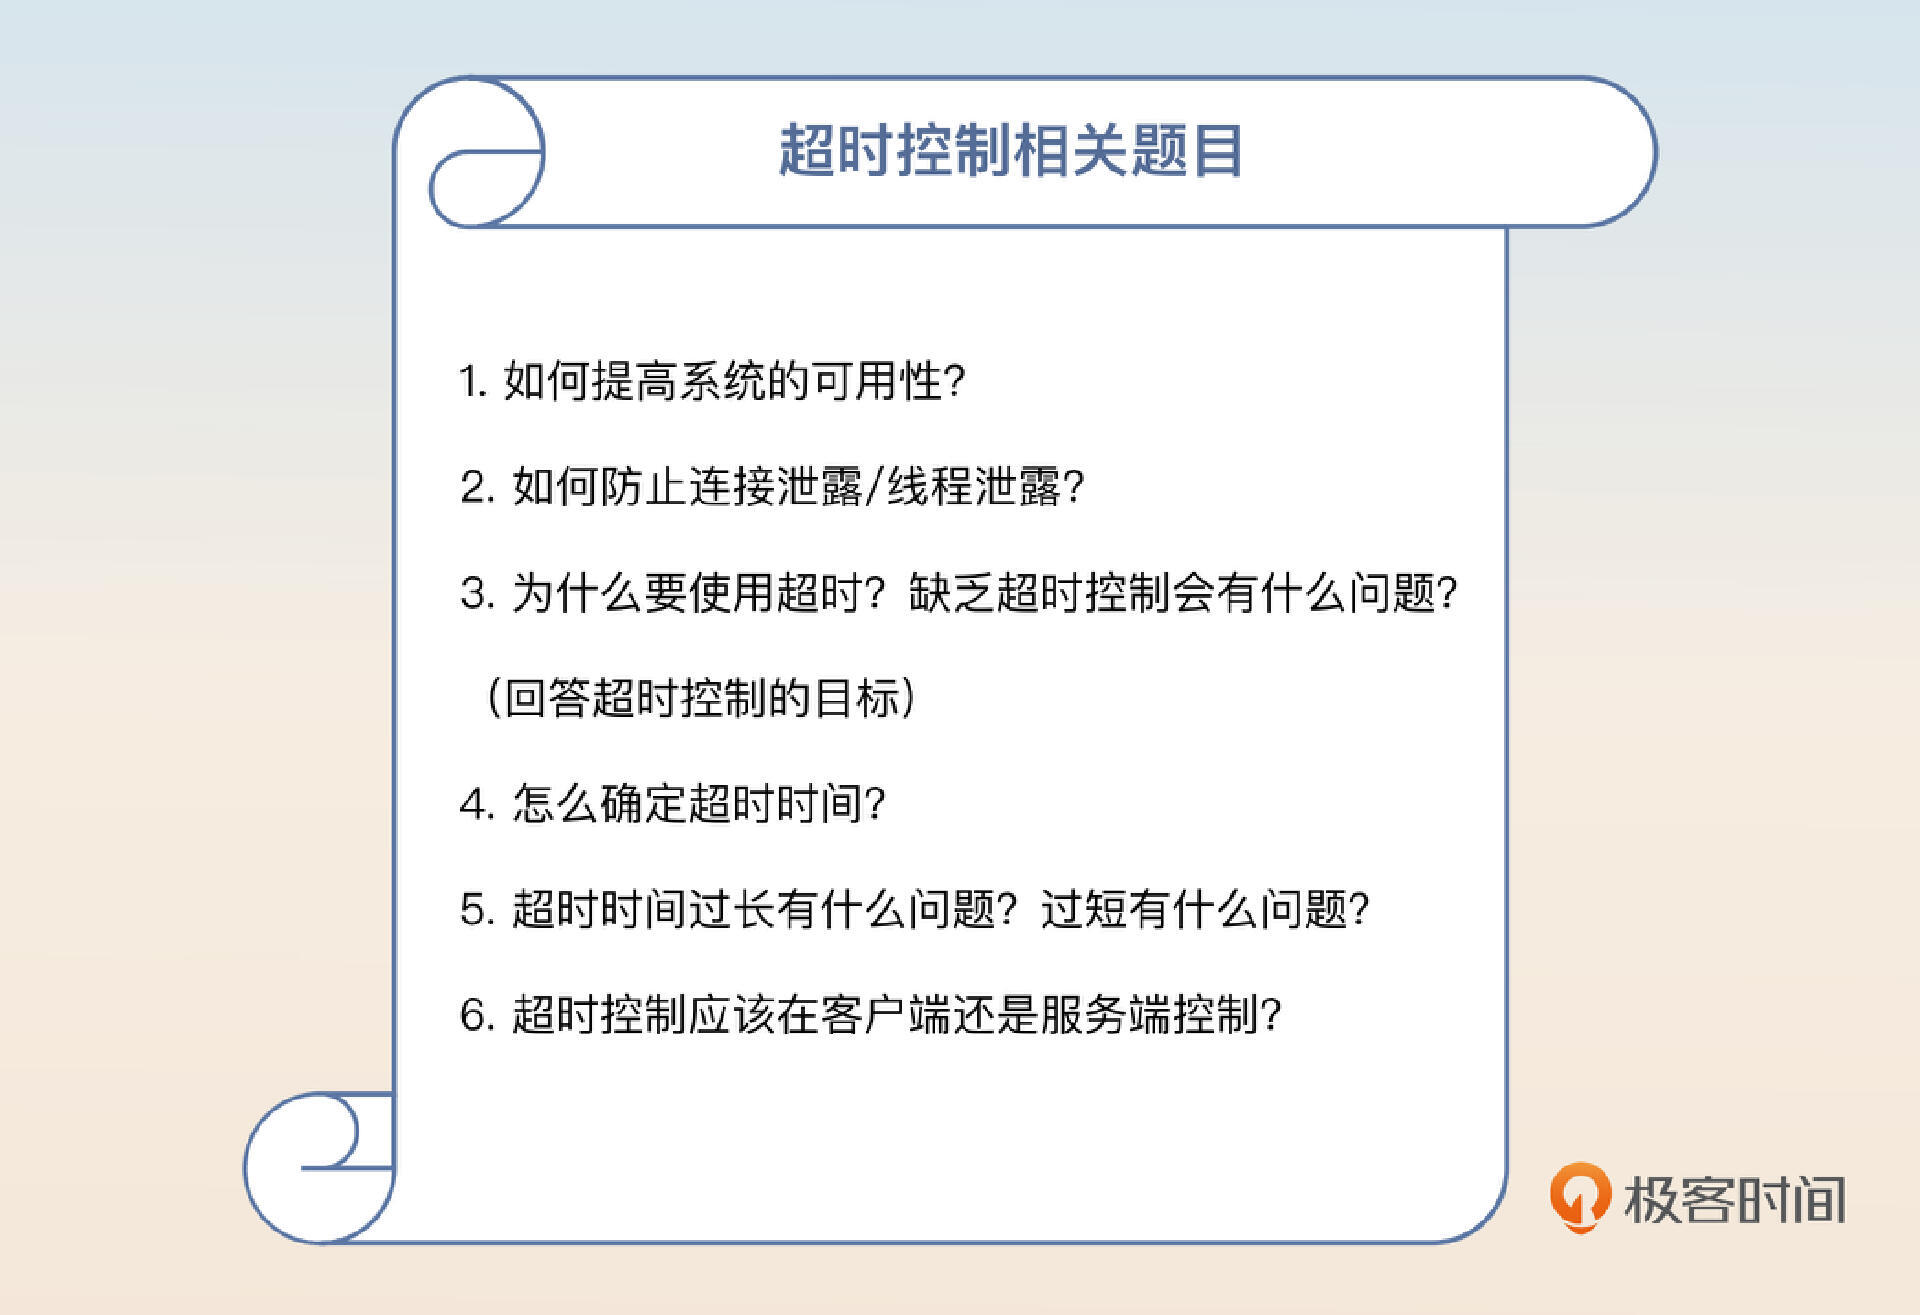 超时控制相关题目
1. 如何提高系统的可用性？
2. 如何防止连接泄露/线程泄露？
3. 为什么要使用超时？缺乏超时控制会有什么问题？
（回答超时控制的目标）
4. 怎么确定超时时间？
5. 超时时间过长有什么问题？过短有什么问题？
6. 超时控制应该在客户端还是服务端控制？
极客时间